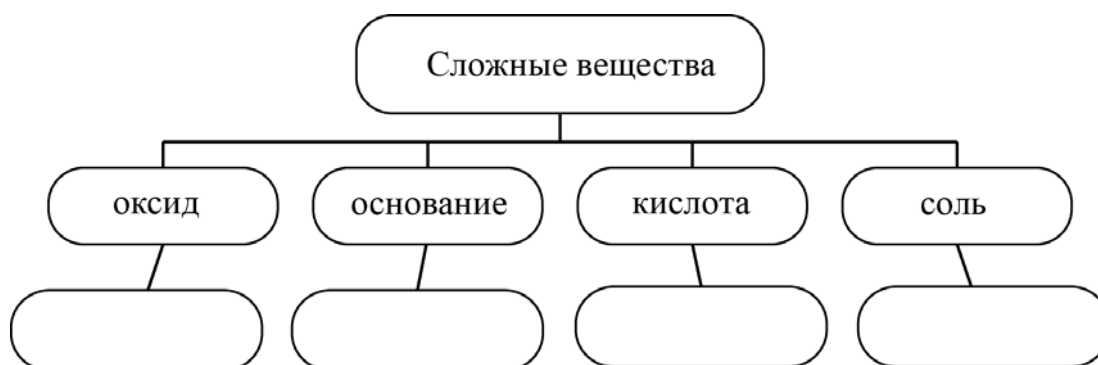 Сложные вещества
оксид
основание
кислота
соль